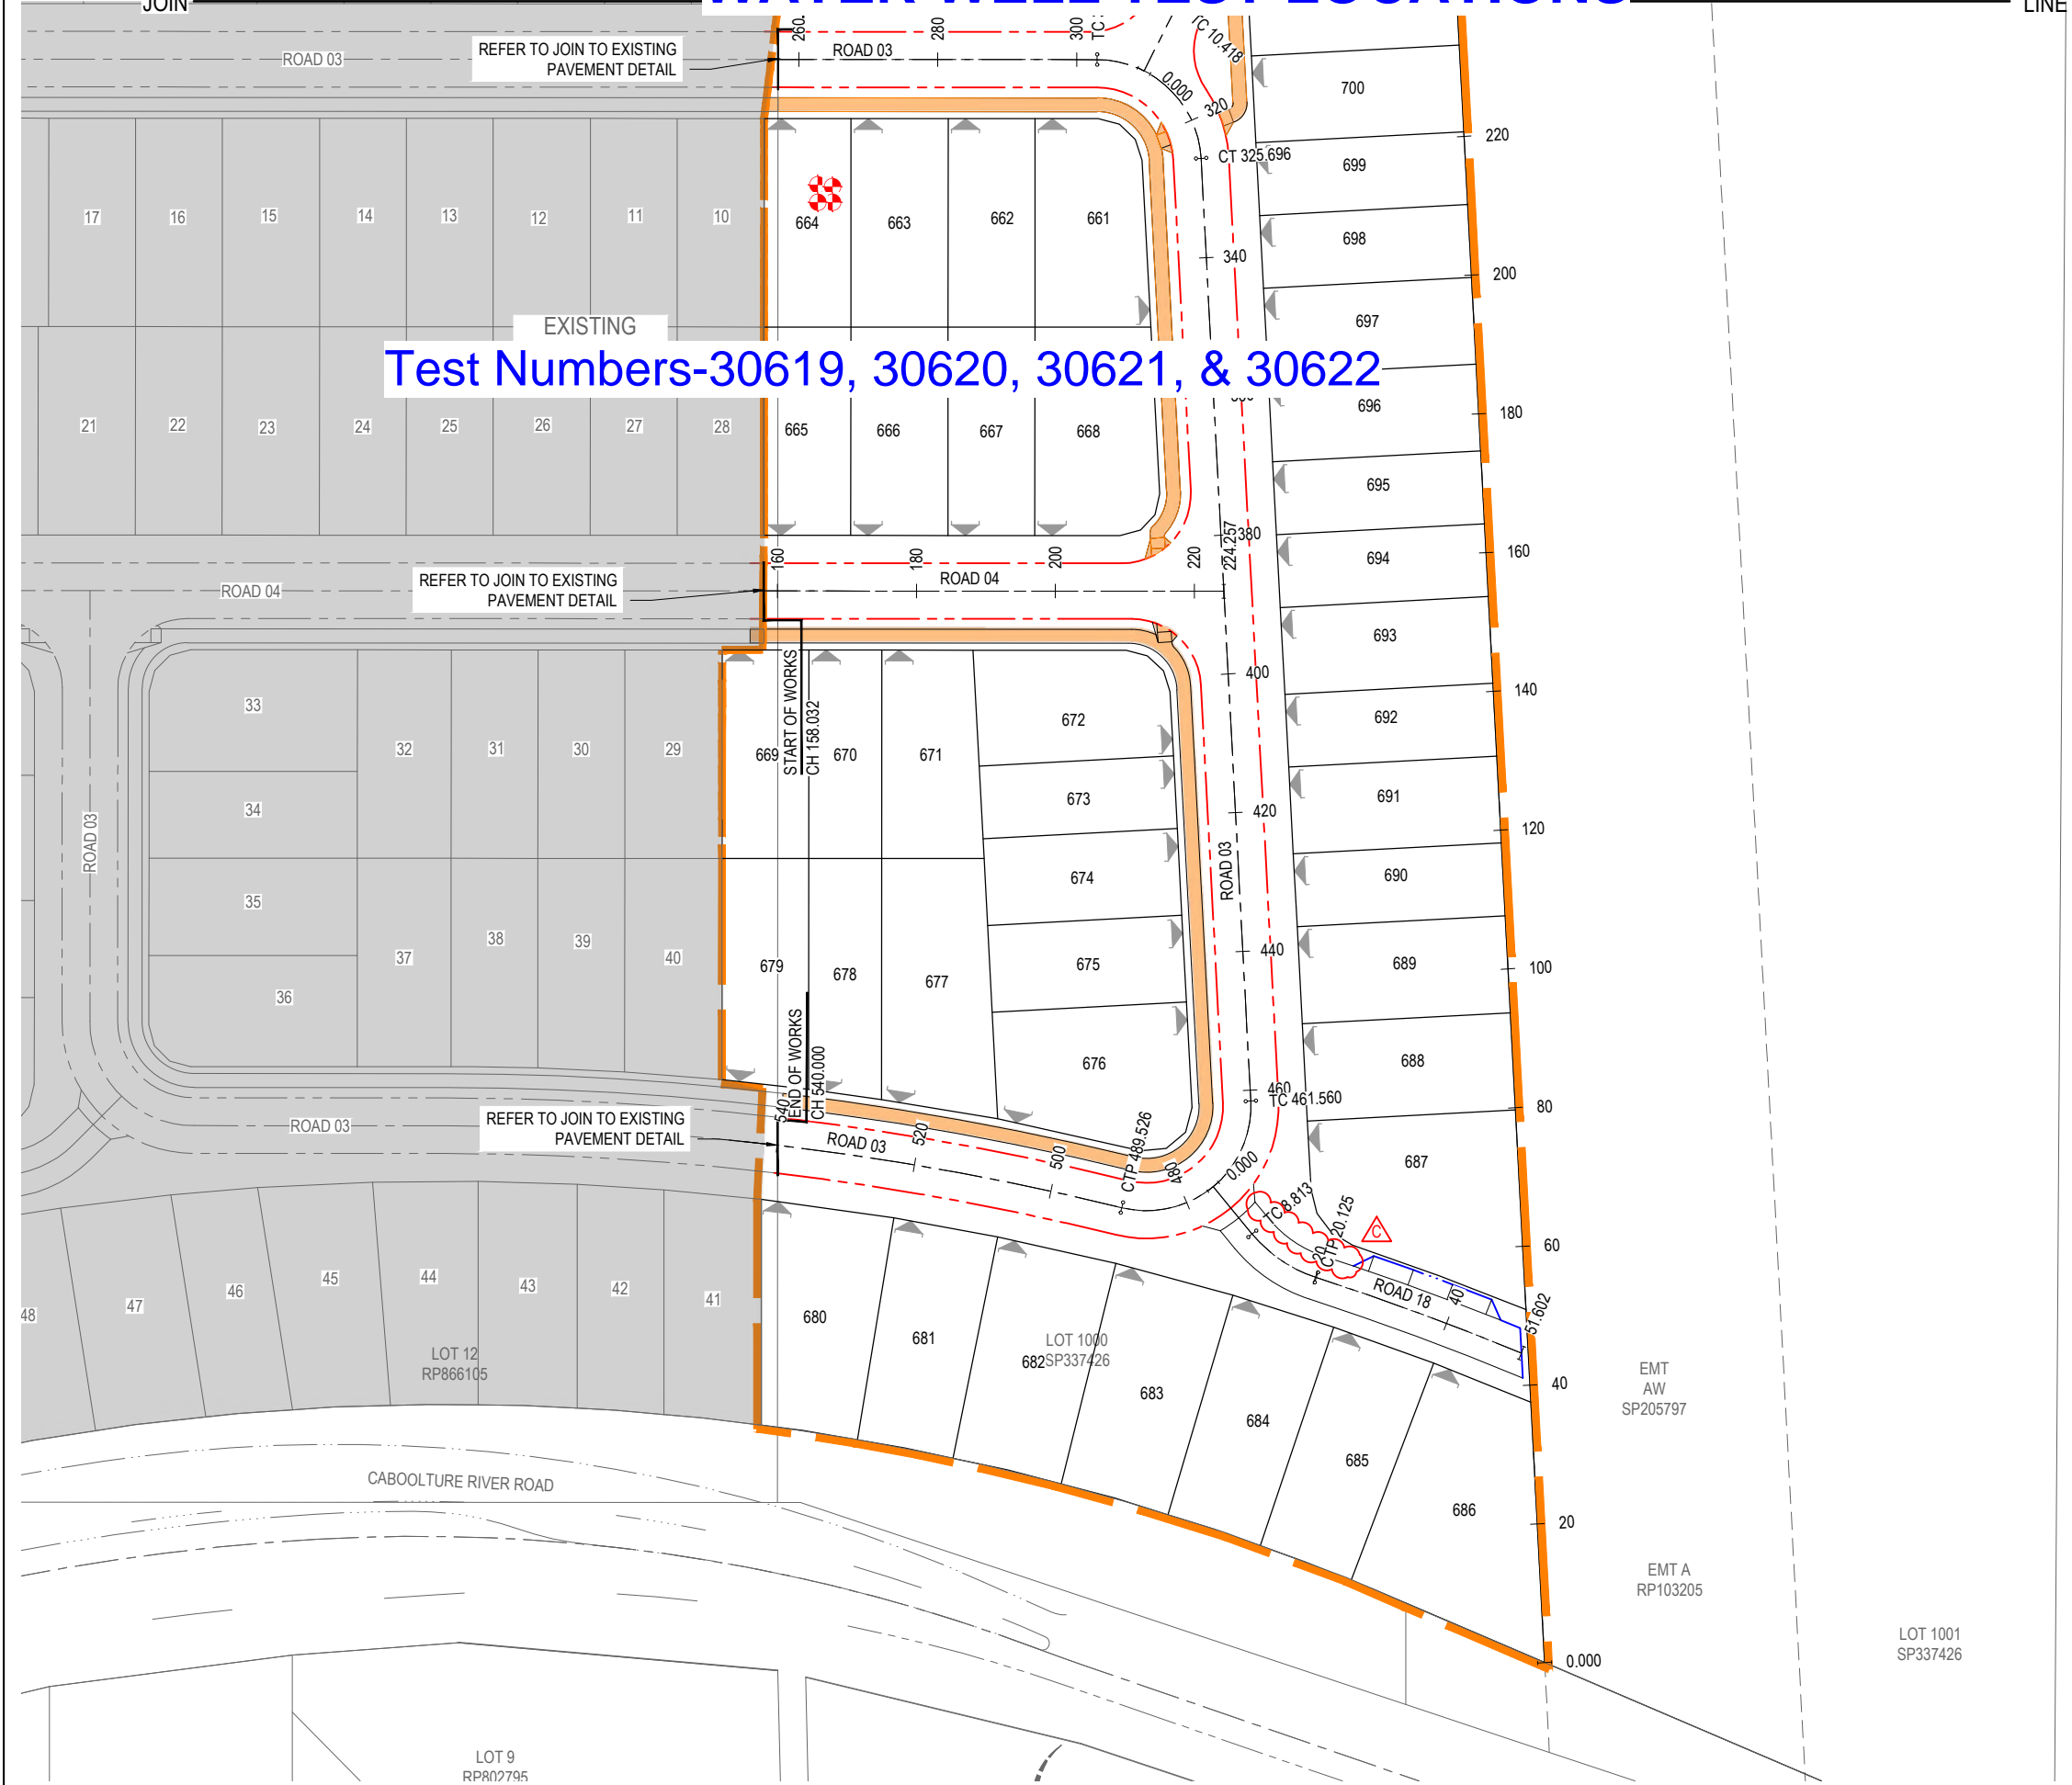 JOIN
WATER WELL TEST LOCATIONS
LINE
ROAD 03
REFER TO JOIN TO EXISTING
PAVEMENT DETAIL
260
ROAD 03
280
300
TC
TC 10.418
0.000
320
CT 325.696
700
220
699
17
16
15
14
13
12
11
10
664
663
662
661
698
340
200
697
EXISTING
Test Numbers-30619, 30620, 30621, & 30622
696
180
21
22
23
24
25
26
27
28
665
666
667
668
695
380
224.257
694
160
REFER TO JOIN TO EXISTING
PAVEMENT DETAIL
ROAD 04
160
180
ROAD 04
200
220
693
START OF WORKS
CH 158.032
400
140
33
32
31
30
29
669
670
671
672
692
673
691
34
420
120
ROAD 03
ROAD 03
674
690
35
37
38
39
40
679
678
677
675
440
689
100
36
676
688
END OF WORKS
CH 540.000
460
TC 461.560
80
ROAD 03
REFER TO JOIN TO EXISTING
PAVEMENT DETAIL
540
ROAD 03
520
500
CTP 489.526
480
0.000
687
TC 8.813
CTP 20.125
20
C
60
ROAD 18
40
51.602
48
47
46
45
44
43
42
41
680
681
682
LOT 1000
SP337426
683
684
685
686
LOT 12
RP866105
40
EMT
AW
SP205797
CABOOLTURE RIVER ROAD
20
EMT A
RP103205
0.000
LOT 1001
SP337426
LOT 9
RP802795